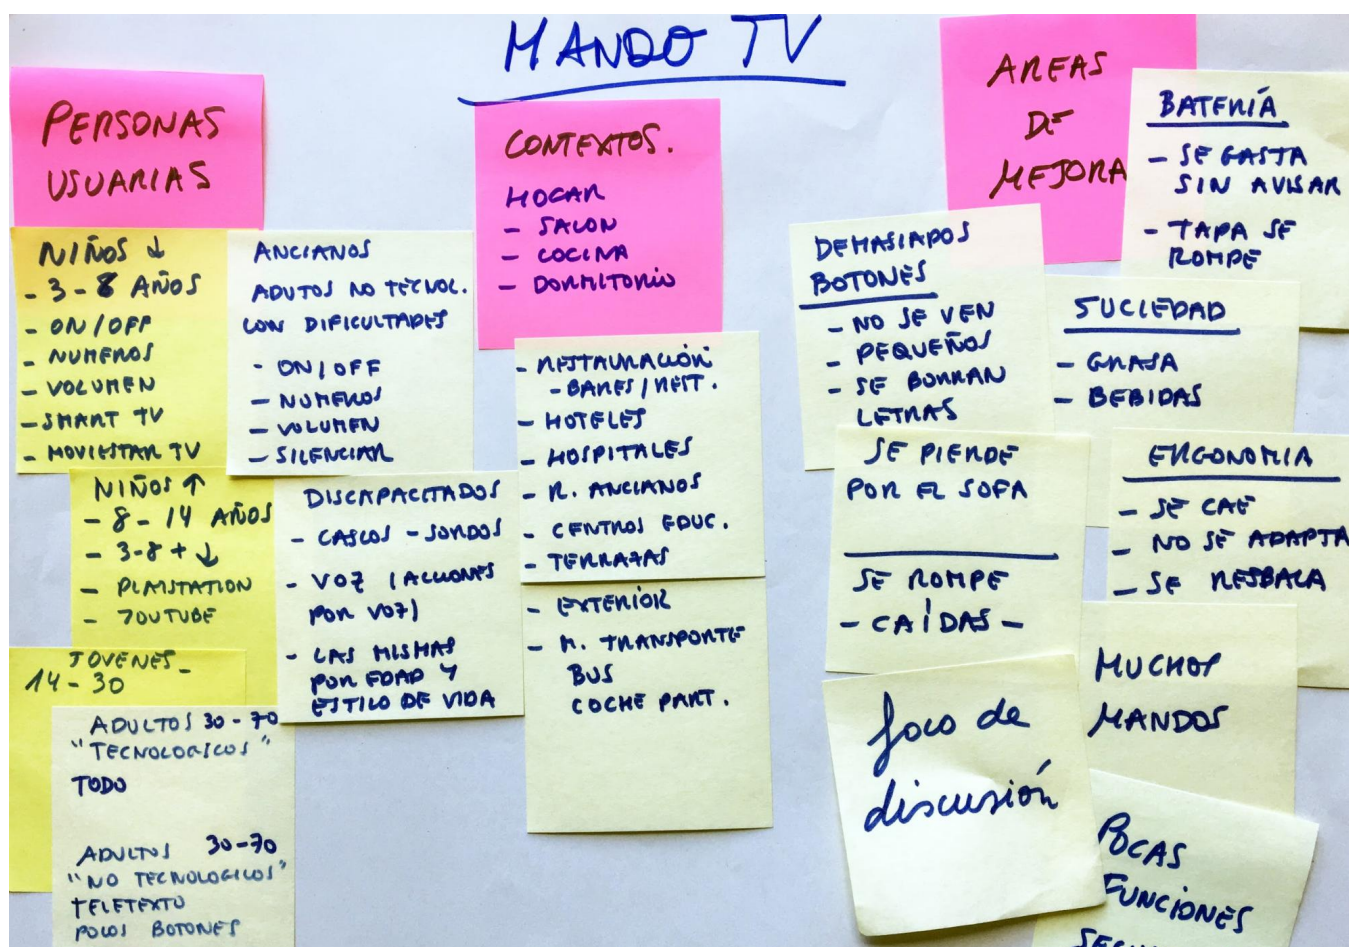 MANDO TV
PERSONAS
USUARIAS
NIÑOS ↓
- 3 - 8 AÑOS
- ON/OFF
- NUMEROS
- VOLUMEN
- SMART TV
- MOVIESTAR TV
NIÑOS ↑
- 8 - 14 AÑOS
- 3-8 + ↓
- PLAYSTATION
- YOUTUBE
JOVENES -
14 - 30
ADULTOS 30-70
"TECNOLOGICOS"
TODO
ADULTOS 30-70
"NO TECNOLOGICOS"
TELETEXTO
POCOS BOTONES
ANCIANOS
ADUTOS NO TECNOL.
CON DIFICULTADES
- ON/OFF
- NUMEROS
- VOLUMEN
- SILENCIAR
DISCAPACITADOS
- CASCOS - SORDOS
- VOZ (ACCIONES
POR VOZ)
- LAS MISMAS
POR EDAD Y
ESTILO DE VIDA
CONTEXTOS.
HOGAR
- SALON
- COCINA
- DORMITORIO
- RESTAURACIÓN
- BARES/REST.
- HOTELES
- HOSPITALES
- R. ANCIANOS
- CENTROS EDUC.
- TERRAZAS
- EXTERIOR
- M. TRANSPORTE
BUS
COCHE PART.
AREAS
DE
MEJORA
BATERÍA
- SE GASTA
SIN AVISAR
- TAPA SE
ROMPE
DEMASIADOS
BOTONES
- NO SE VEN
- PEQUEÑOS
- SE BORRAN
LETRAS
SUCIEDAD
- GRASA
- BEBIDAS
SE PIERDE
POR EL SOFA
SE ROMPE
- CAÍDAS -
ERGONOMIA
- SE CAE
- NO SE ADAPTA
- SE RESBALA
foco de
discusión
MUCHOS
MANDOS
POCAS
FUNCIONES